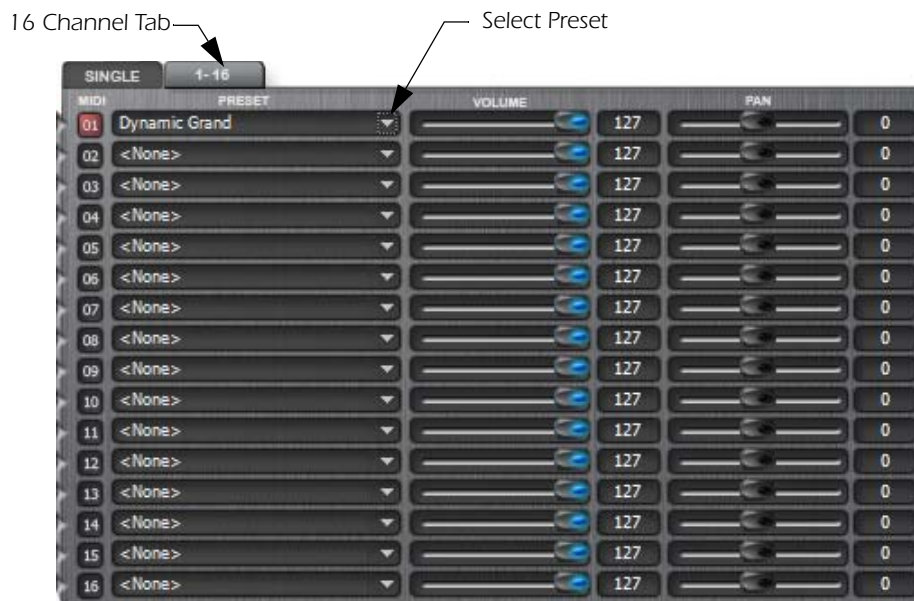 16 Channel Tab Select Preset
SINGLE 1-16
MIDI PRESET VOLUME PAN
01 Dynamic Grand 127 0
02 <None> 127 0
03 <None> 127 0
04 <None> 127 0
05 <None> 127 0
06 <None> 127 0
07 <None> 127 0
08 <None> 127 0
09 <None> 127 0
10 <None> 127 0
11 <None> 127 0
12 <None> 127 0
13 <None> 127 0
14 <None> 127 0
15 <None> 127 0
16 <None> 127 0